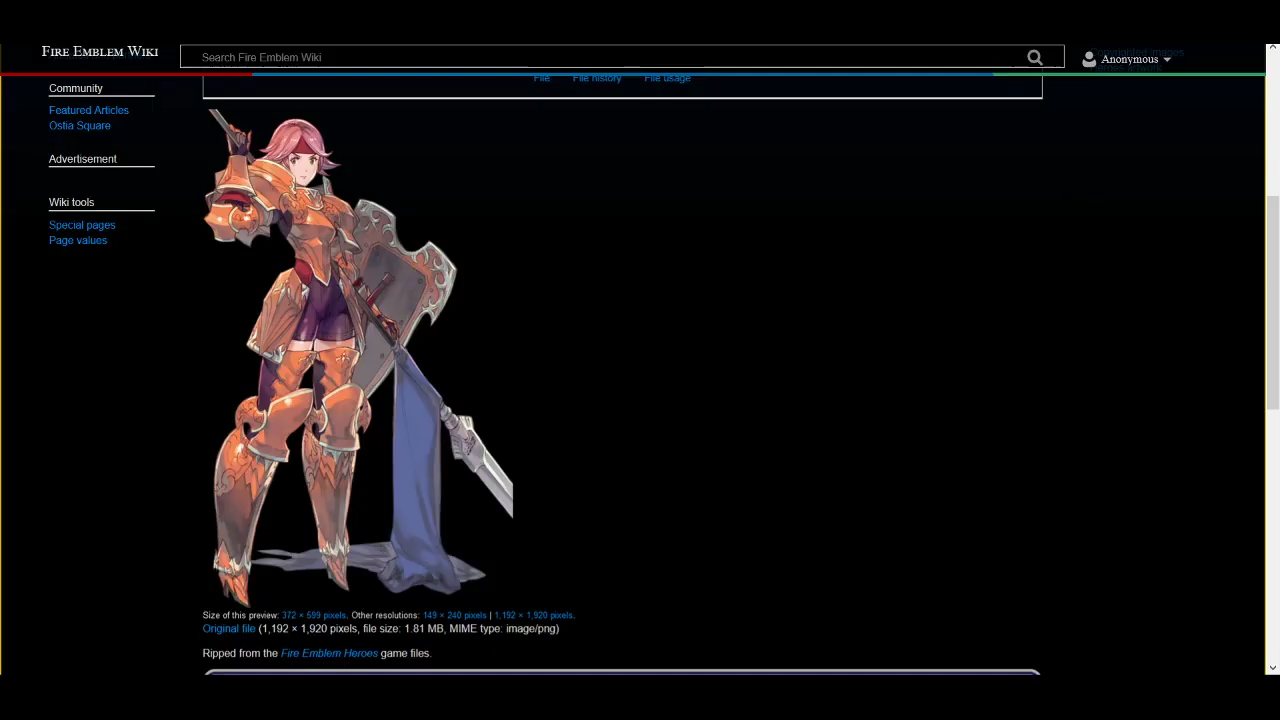 FIRE EMBLEM WIKI
Search Fire Emblem Wiki
Copyrighted images
Anonymous
File File history File usage
Community
Featured Articles
Ostia Square
Advertisement
Wiki tools
Special pages
Page values
Size of this preview: 372 × 599 pixels. Other resolutions: 149 × 240 pixels | 1,192 × 1,920 pixels.
Original file (1,192 × 1,920 pixels, file size: 1.81 MB, MIME type: image/png)
Ripped from the Fire Emblem Heroes game files.